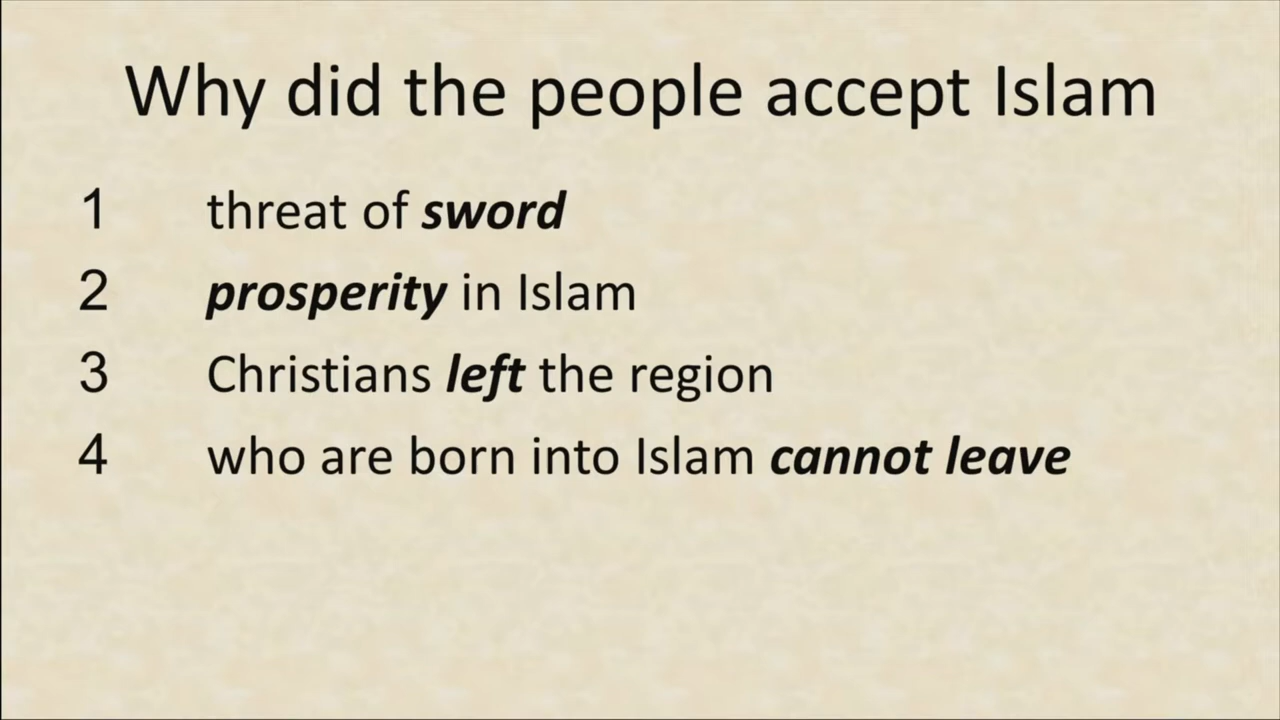 Why did the people accept Islam
1 threat of sword
2 prosperity in Islam
3 Christians left the region
4 who are born into Islam cannot leave